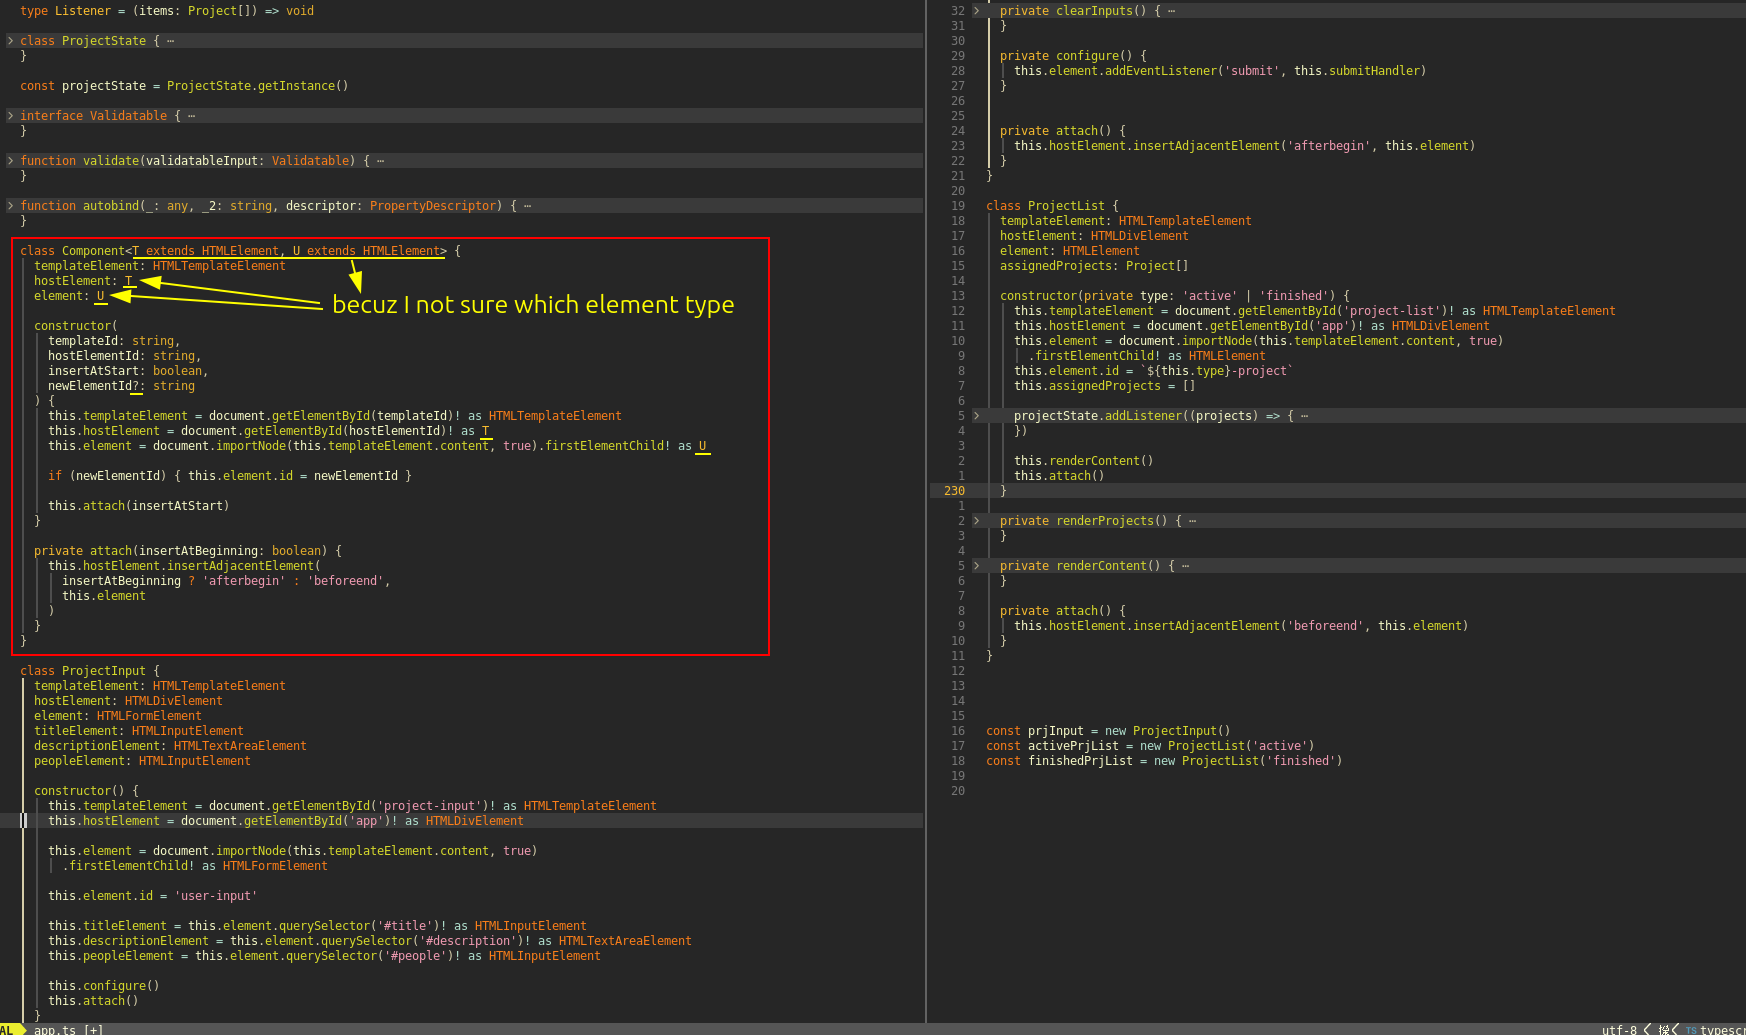 type Listener = (items: Project[]) => void
> class ProjectState { ⋯
}
const projectState = ProjectState.getInstance()
> interface Validatable { ⋯
}
> function validate(validatableInput: Validatable) { ⋯
}
> function autobind(_: any, _2: string, descriptor: PropertyDescriptor) { ⋯
}
class Component<T extends HTMLElement, U extends HTMLElement> {
templateElement: HTMLTemplateElement
hostElement: T
element: U
becuz I not sure which element type
constructor(
templateId: string,
hostElementId: string,
insertAtStart: boolean,
newElementId?: string
) {
this.templateElement = document.getElementById(templateId)! as HTMLTemplateElement
this.hostElement = document.getElementById(hostElementId)! as T
this.element = document.importNode(this.templateElement.content, true).firstElementChild! as U
if (newElementId) { this.element.id = newElementId }
this.attach(insertAtStart)
}
private attach(insertAtBeginning: boolean) {
this.hostElement.insertAdjacentElement(
insertAtBeginning ? 'afterbegin' : 'beforeend',
this.element
)
}
}
class ProjectInput {
templateElement: HTMLTemplateElement
hostElement: HTMLDivElement
element: HTMLFormElement
titleElement: HTMLInputElement
descriptionElement: HTMLTextAreaElement
peopleElement: HTMLInputElement
constructor() {
this.templateElement = document.getElementById('project-input')! as HTMLTemplateElement
this.hostElement = document.getElementById('app')! as HTMLDivElement
this.element = document.importNode(this.templateElement.content, true)
.firstElementChild! as HTMLFormElement
this.element.id = 'user-input'
this.titleElement = this.element.querySelector('#title')! as HTMLInputElement
this.descriptionElement = this.element.querySelector('#description')! as HTMLTextAreaElement
this.peopleElement = this.element.querySelector('#people')! as HTMLInputElement
this.configure()
this.attach()
}
32 > private clearInputs() { ⋯
31 }
30
29 private configure() {
28 this.element.addEventListener('submit', this.submitHandler)
27 }
26
25
24 private attach() {
23 this.hostElement.insertAdjacentElement('afterbegin', this.element)
22 }
21 }
20
19 class ProjectList {
18 templateElement: HTMLTemplateElement
17 hostElement: HTMLDivElement
16 element: HTMLElement
15 assignedProjects: Project[]
14
13 constructor(private type: 'active' | 'finished') {
12 this.templateElement = document.getElementById('project-list')! as HTMLTemplateElement
11 this.hostElement = document.getElementById('app')! as HTMLDivElement
10 this.element = document.importNode(this.templateElement.content, true)
9 .firstElementChild! as HTMLElement
8 this.element.id = `${this.type}-project`
7 this.assignedProjects = []
6
5 > projectState.addListener((projects) => { ⋯
4 })
3
2 this.renderContent()
1 this.attach()
230 }
1
2 > private renderProjects() { ⋯
3 }
4
5 > private renderContent() { ⋯
6 }
7
8 private attach() {
9 this.hostElement.insertAdjacentElement('beforeend', this.element)
10 }
11 }
12
13
14
15
16 const prjInput = new ProjectInput()
17 const activePrjList = new ProjectList('active')
18 const finishedPrjList = new ProjectList('finished')
19
20
AL app.ts [+]
utf-8 TS typescr